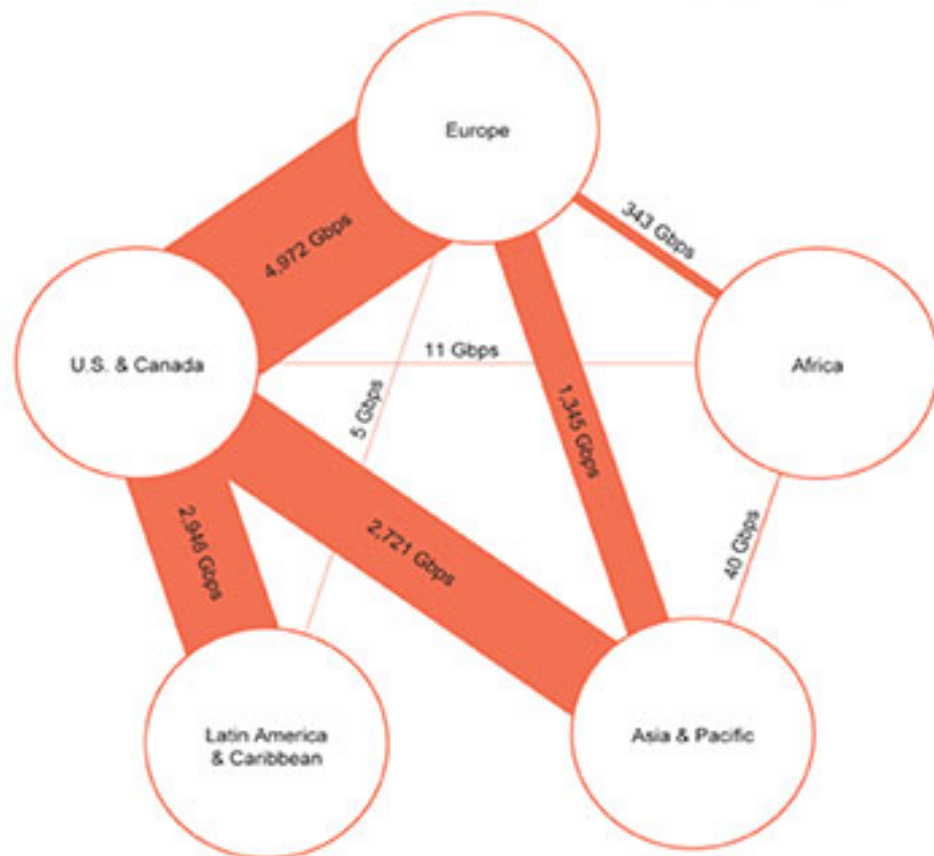 Europe
4,972 Gbps
343 Gbps
U.S. & Canada
11 Gbps
Africa
5 Gbps
1,345 Gbps
2,946 Gbps
2,721 Gbps
40 Gbps
Latin America
& Caribbean
Asia & Pacific